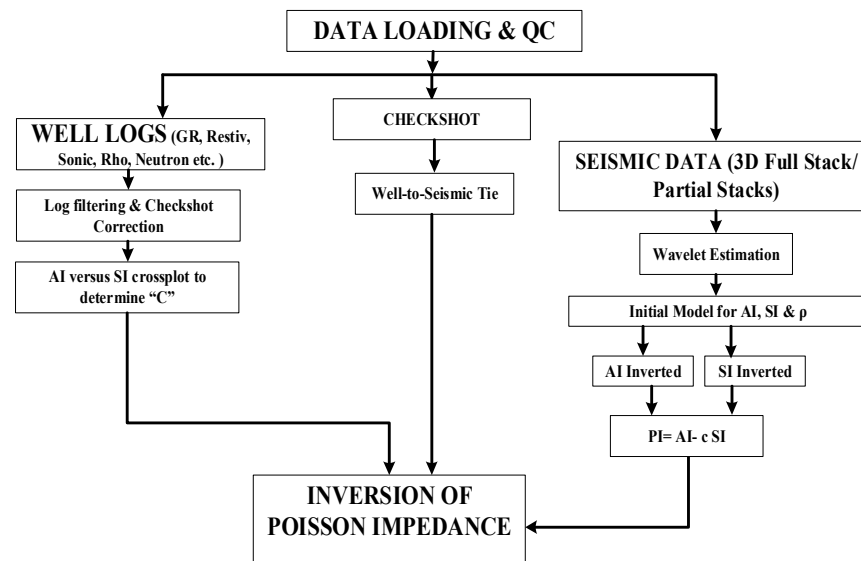 DATA LOADING & QC
WELL LOGS (GR, Restiv,
Sonic, Rho, Neutron etc. )
Log filtering & Checkshot
Correction
AI versus SI crossplot to
determine “C”
CHECKSHOT
Well-to-Seismic Tie
SEISMIC DATA (3D Full Stack/
Partial Stacks)
Wavelet Estimation
Initial Model for AI, SI & ρ
AI Inverted
SI Inverted
PI= AI- c SI
INVERSION OF
POISSON IMPEDANCE